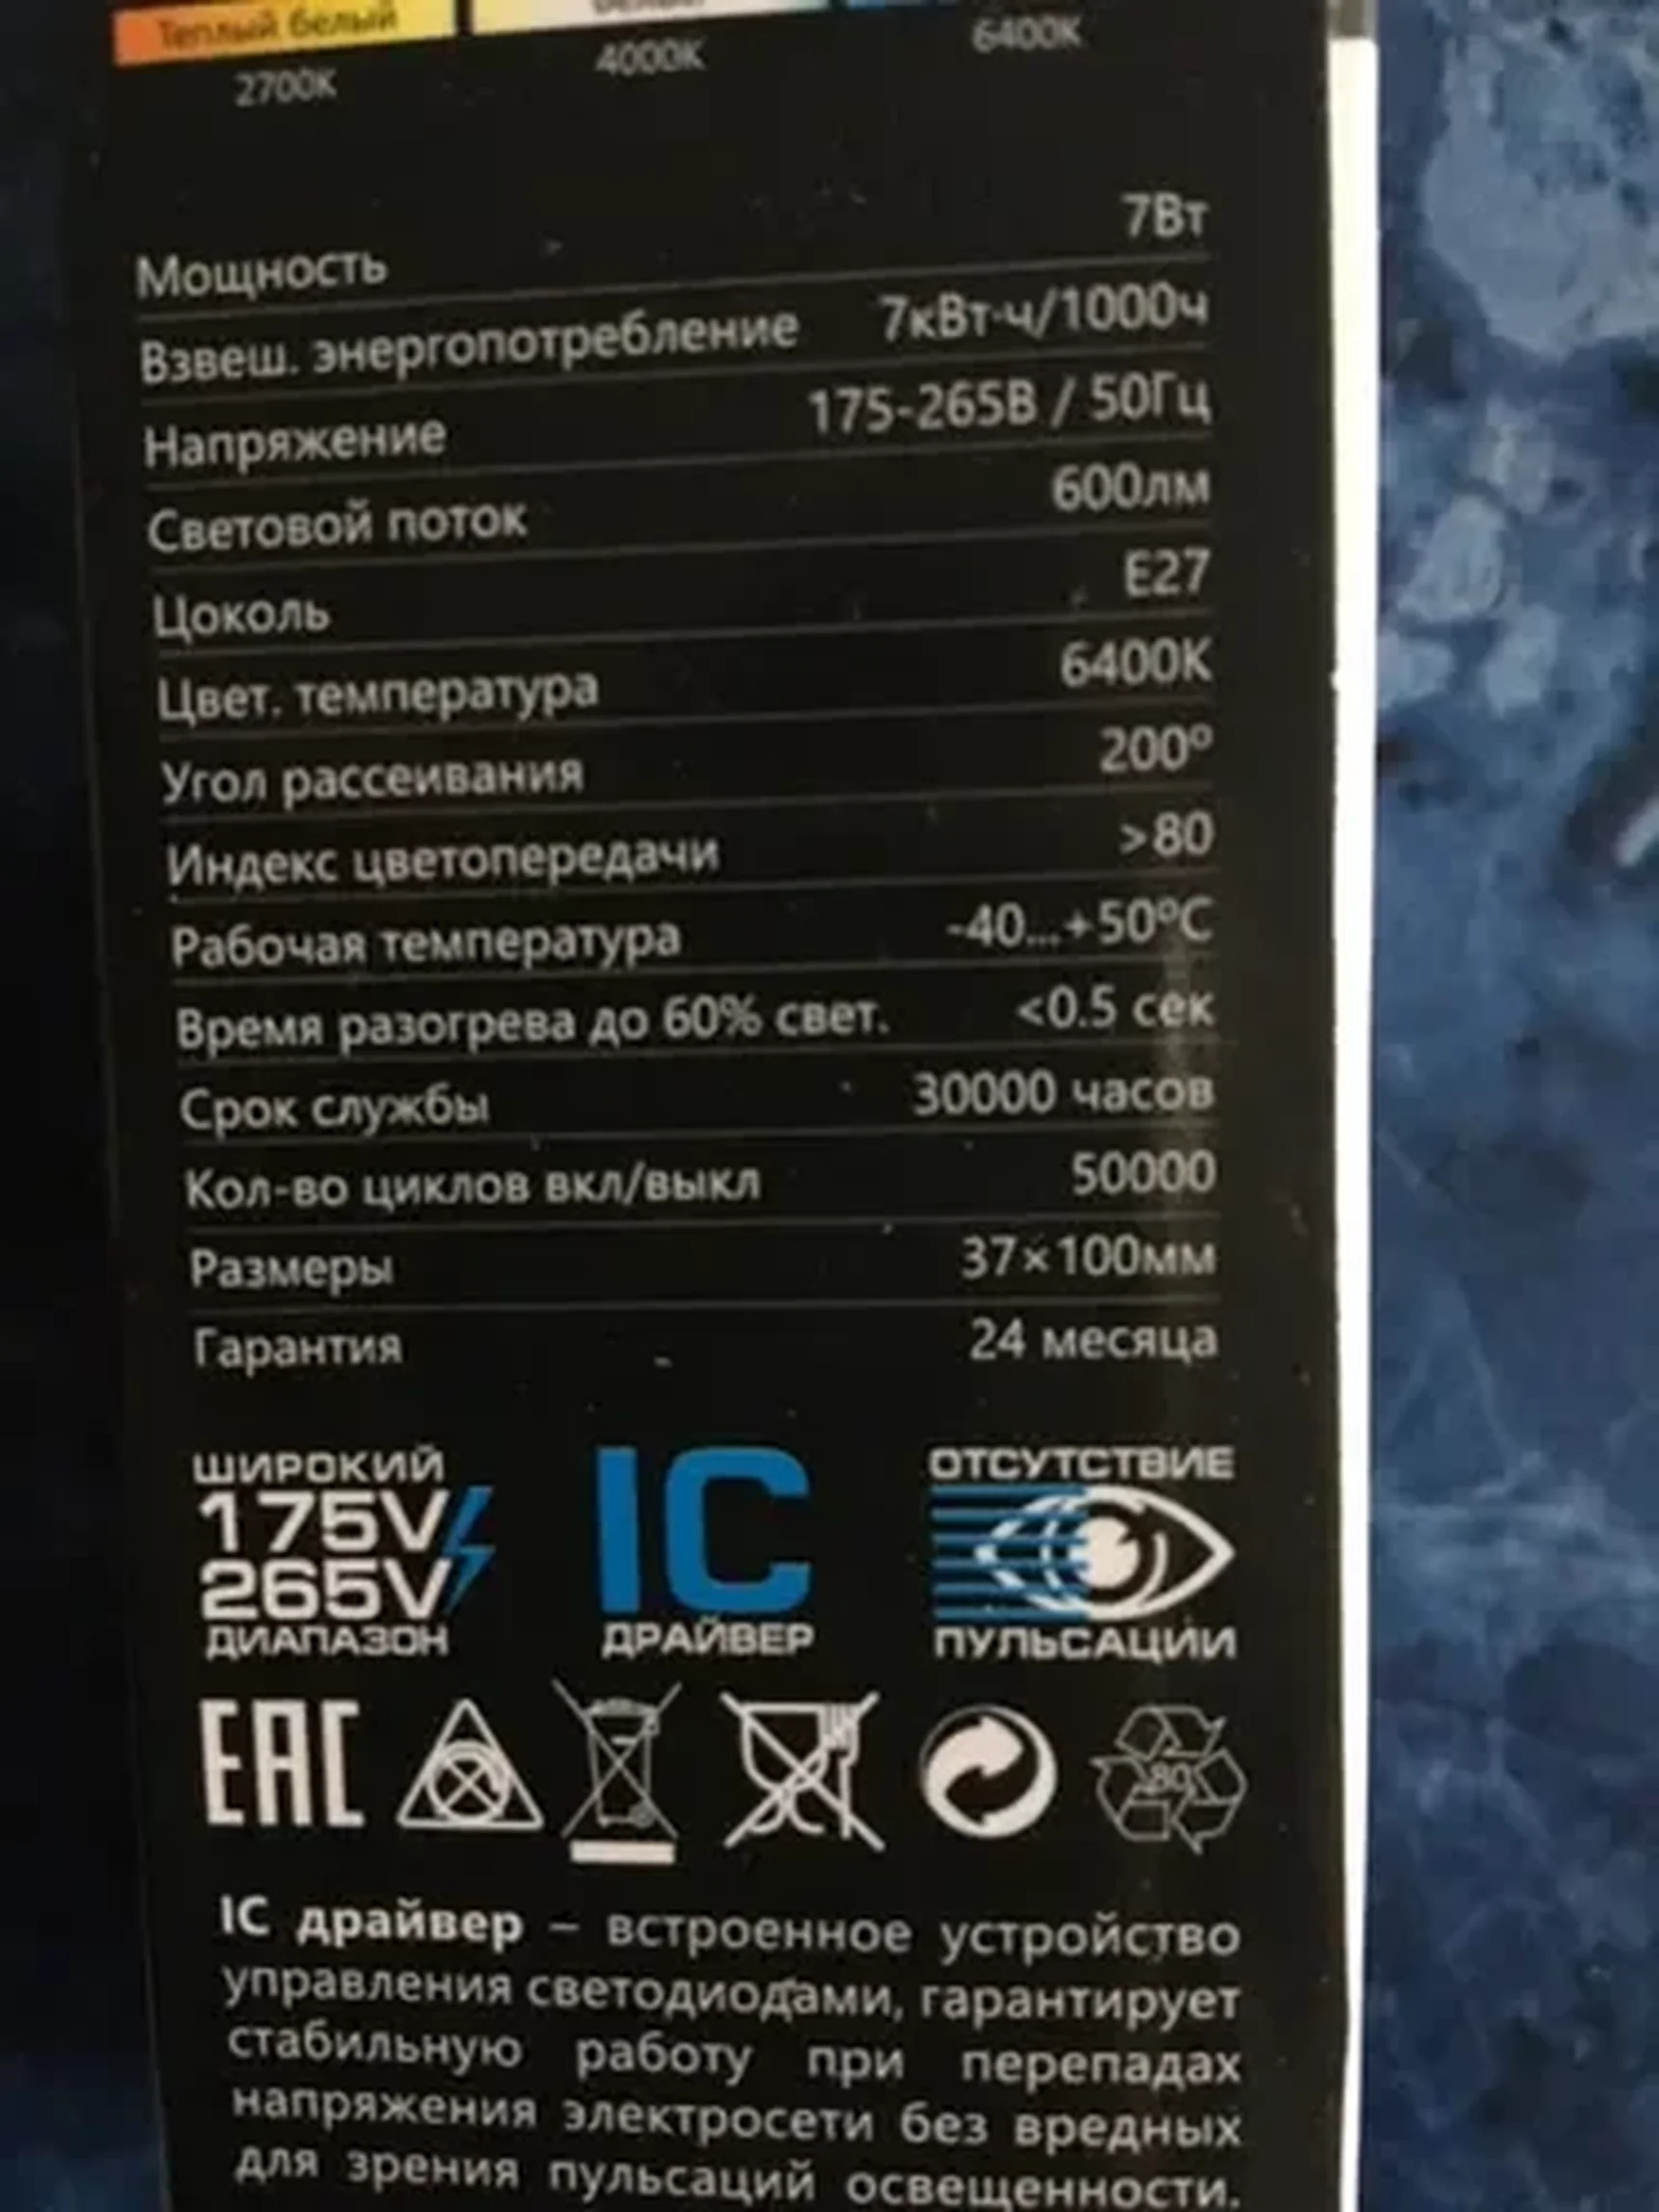 Теплый белый
белый
2700K 4000K 6400K
Мощность 7Вт
Взвеш. энергопотребление 7кВт·ч/1000ч
Напряжение 175-265В / 50Гц
Световой поток 600лм
Цоколь E27
Цвет. температура 6400K
Угол рассеивания 200°
Индекс цветопередачи >80
Рабочая температура -40...+50°C
Время разогрева до 60% свет. <0.5 сек
Срок службы 30000 часов
Кол-во циклов вкл/выкл 50000
Размеры 37×100мм
Гарантия 24 месяца
ШИРОКИЙ
175V
265V
ДИАПАЗОН
IC
ДРАЙВЕР
ОТСУТСТВИЕ
ПУЛЬСАЦИИ
EAC
80
IC драйвер – встроенное устройство
управления светодиодами, гарантирует
стабильную работу при перепадах
напряжения электросети без вредных
для зрения пульсаций освещенности.